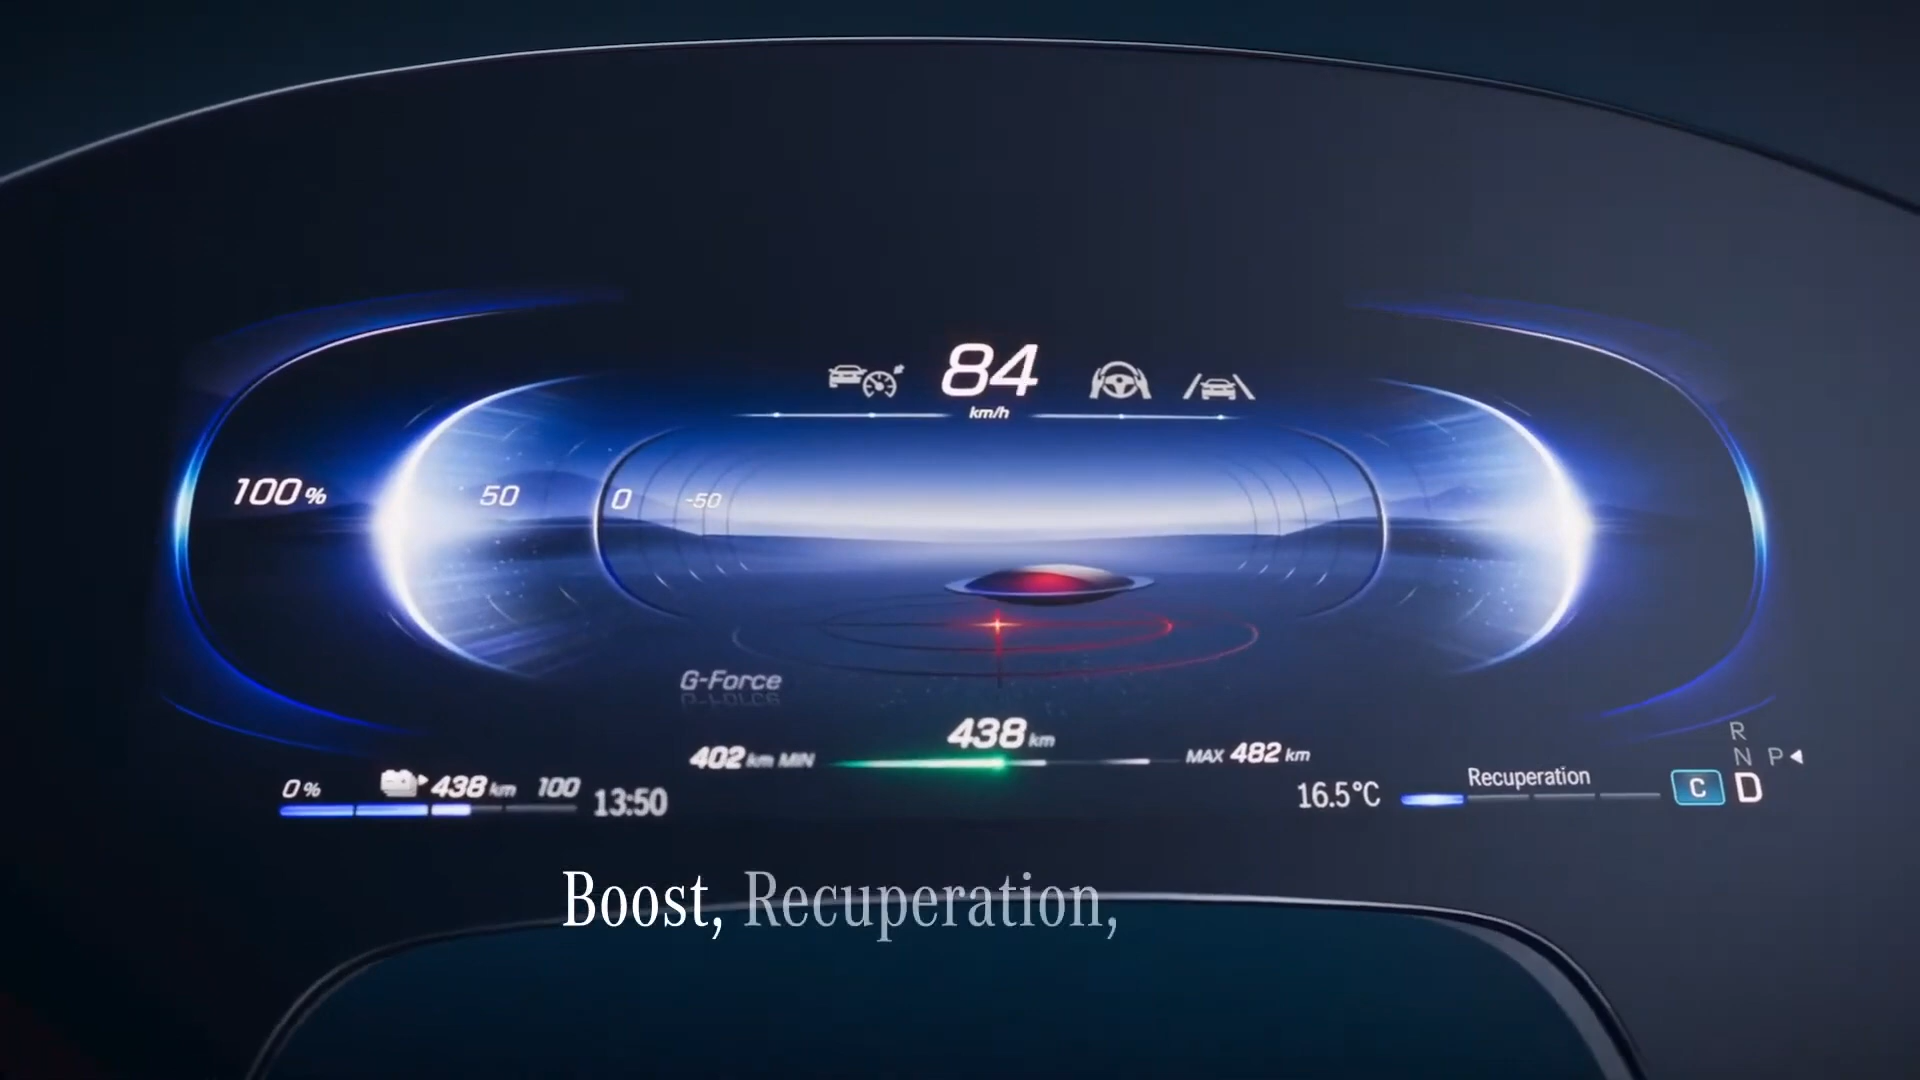 84
km/h
100 %
50
0
-50
G-Force
438 km
402 km MIN
MAX 482 km
R
N P
D
C
0 %
438 km
100
13:50
16.5°C
Recuperation
Boost, Recuperation,